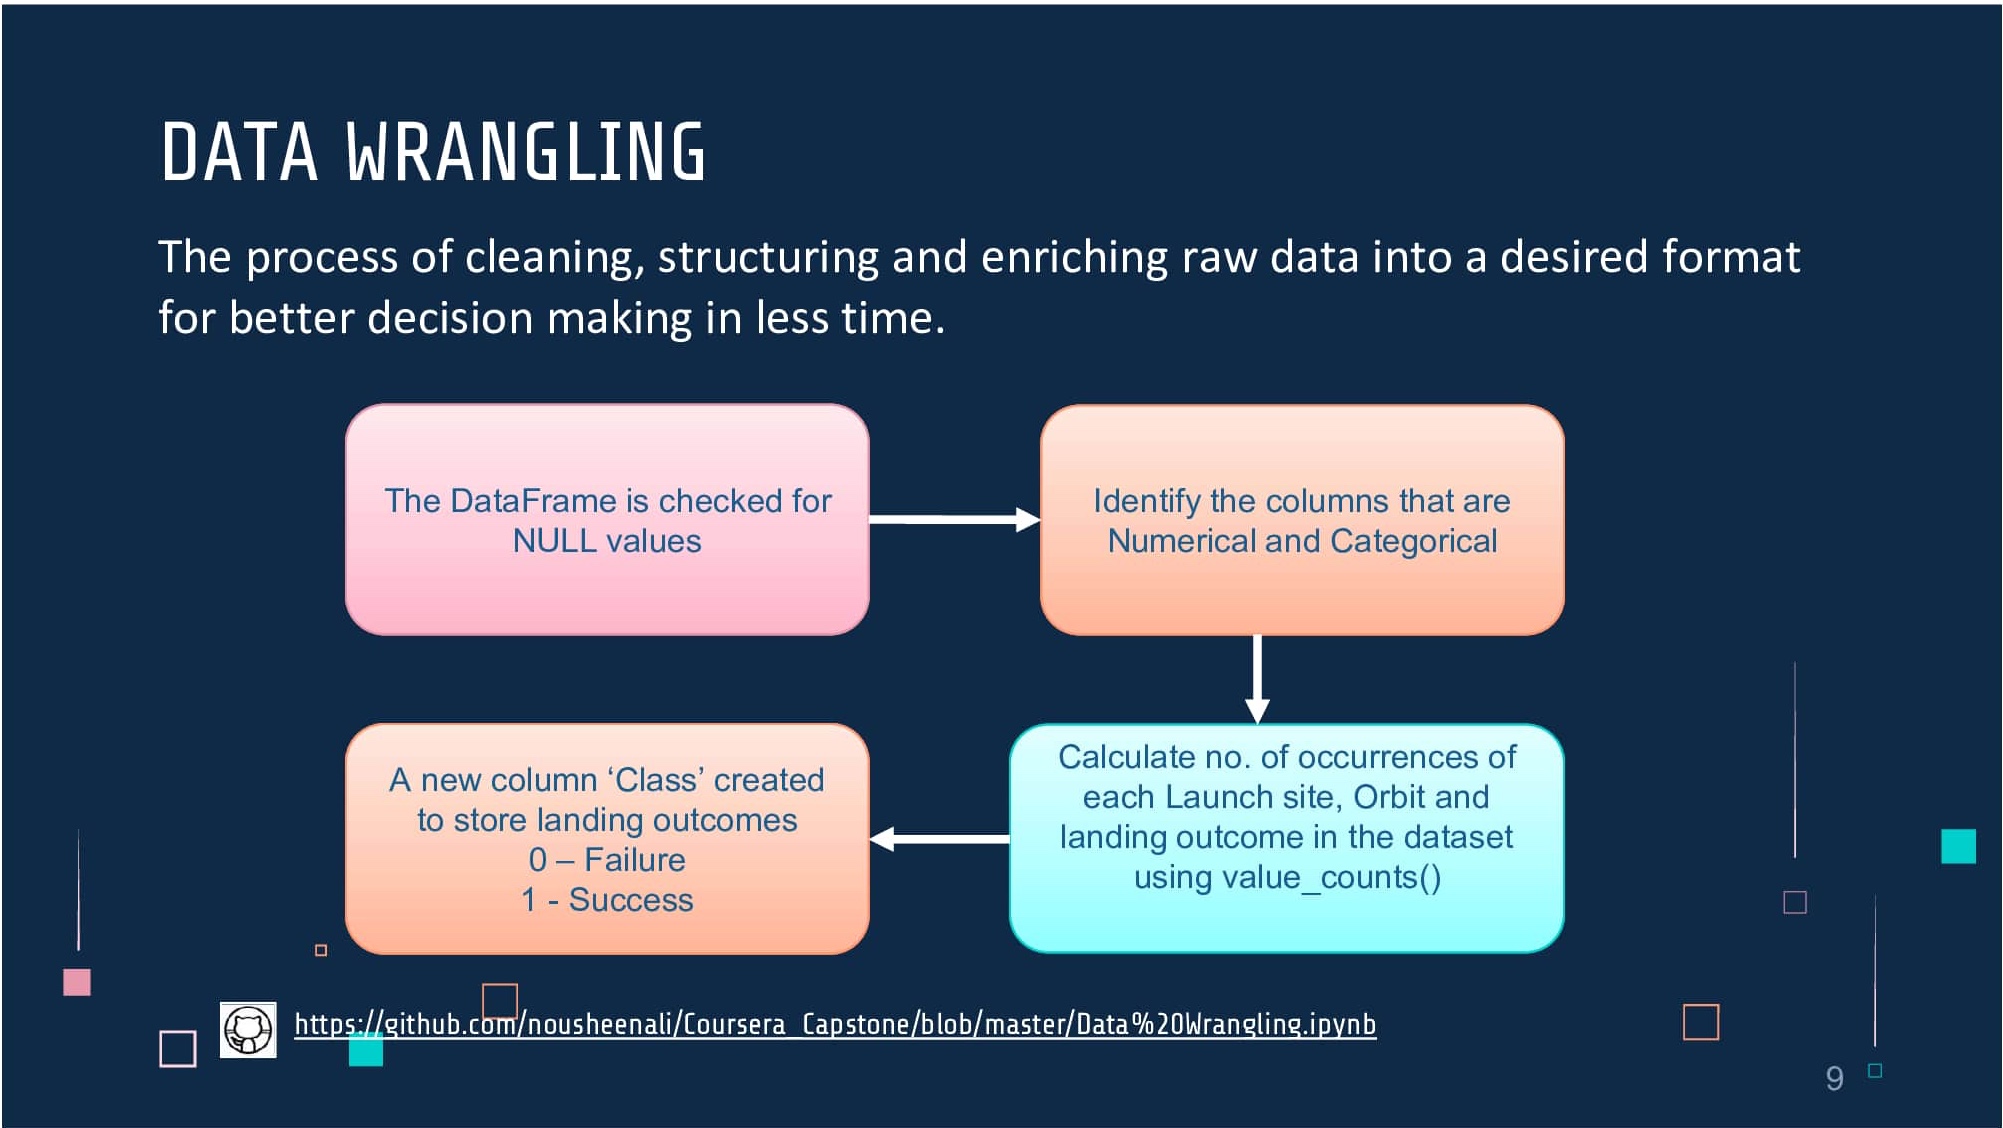 DATA WRANGLING
The process of cleaning, structuring and enriching raw data into a desired format
for better decision making in less time.
The DataFrame is checked for
NULL values
Identify the columns that are
Numerical and Categorical
Calculate no. of occurrences of
each Launch site, Orbit and
landing outcome in the dataset
using value_counts()
A new column ‘Class’ created
to store landing outcomes
0 – Failure
1 - Success
https://github.com/nousheenali/Coursera_Capstone/blob/master/Data%20Wrangling.ipynb
9